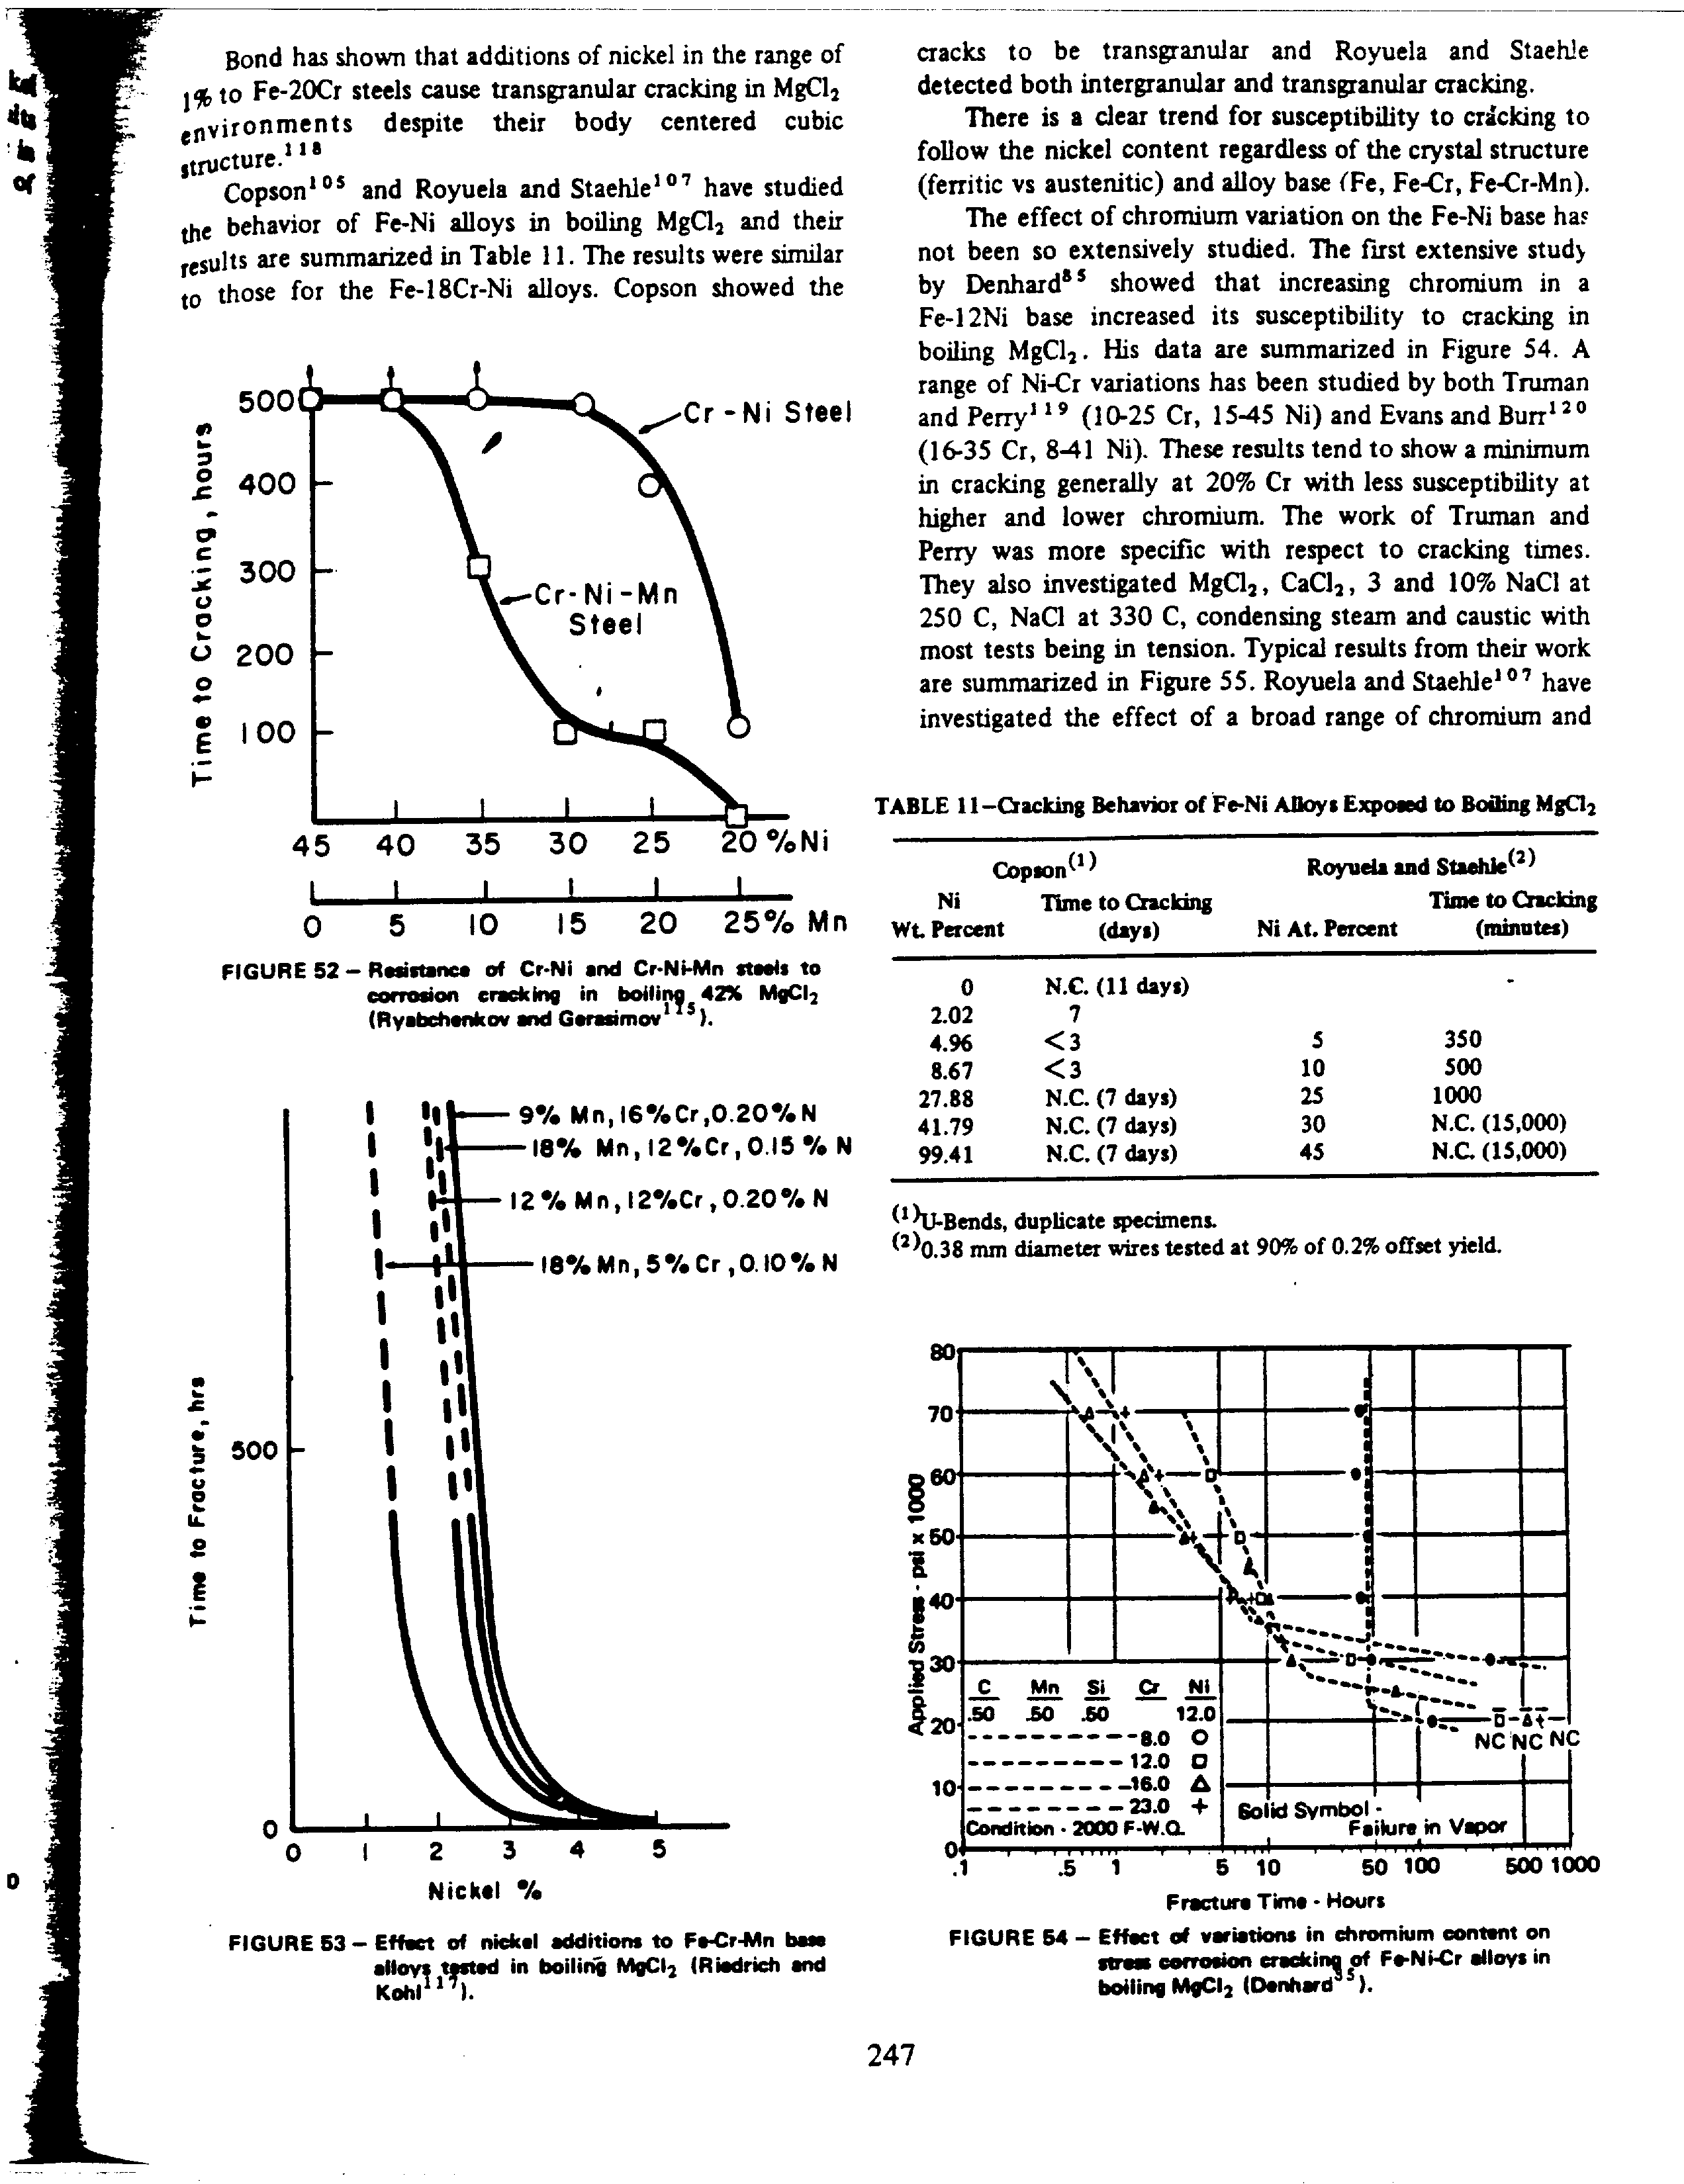 Bond has shown that additions of nickel in the range of
1% to Fe-20Cr steels cause transgranular cracking in MgCl₂
environments despite their body centered cubic
structure.¹¹⁸
Copson¹⁰⁵ and Royuela and Staehle¹⁰⁷ have studied
the behavior of Fe-Ni alloys in boiling MgCl₂ and their
results are summarized in Table 11. The results were similar
to those for the Fe-18Cr-Ni alloys. Copson showed the
500
400
300
200
100
Time to Cracking, hours
Cr-Ni Steel
Cr-Ni-Mn
Steel
45 40 35 30 25 20 %Ni
0 5 10 15 20 25% Mn
FIGURE 52 – Resistance of Cr-Ni and Cr-Ni-Mn steels to
corrosion cracking in boiling 42% MgCl₂
(Ryabchenkov and Gerasimov¹¹⁵).
9% Mn, 16% Cr, 0.20% N
18% Mn, 12% Cr, 0.15 % N
12% Mn, 12% Cr, 0.20% N
18% Mn, 5% Cr, 0.10% N
Time to Fracture, hrs
500
0
0 1 2 3 4 5
Nickel %
FIGURE 53 – Effect of nickel additions to Fe-Cr-Mn base
alloys tested in boiling MgCl₂ (Riedrich and
Kohl¹¹⁷).
cracks to be transgranular and Royuela and Staehle
detected both intergranular and transgranular cracking.
There is a clear trend for susceptibility to cracking to
follow the nickel content regardless of the crystal structure
(ferritic vs austenitic) and alloy base (Fe, Fe-Cr, Fe-Cr-Mn).
The effect of chromium variation on the Fe-Ni base has
not been so extensively studied. The first extensive study
by Denhard⁸⁵ showed that increasing chromium in a
Fe-12Ni base increased its susceptibility to cracking in
boiling MgCl₂. His data are summarized in Figure 54. A
range of Ni-Cr variations has been studied by both Truman
and Perry¹¹⁹ (10-25 Cr, 15-45 Ni) and Evans and Burr¹²⁰
(16-35 Cr, 8-41 Ni). These results tend to show a minimum
in cracking generally at 20% Cr with less susceptibility at
higher and lower chromium. The work of Truman and
Perry was more specific with respect to cracking times.
They also investigated MgCl₂, CaCl₂, 3 and 10% NaCl at
250 C, NaCl at 330 C, condensing steam and caustic with
most tests being in tension. Typical results from their work
are summarized in Figure 55. Royuela and Staehle¹⁰⁷ have
investigated the effect of a broad range of chromium and
TABLE 11–Cracking Behavior of Fe-Ni Alloys Exposed to Boiling MgCl₂
Copson(1) Royuela and Staehle(2)
Ni Time to Cracking Time to Cracking
Wt. Percent (days) Ni At. Percent (minutes)
0 N.C. (11 days) -
2.02 7
4.96 <3 5 350
8.67 <3 10 500
27.88 N.C. (7 days) 25 1000
41.79 N.C. (7 days) 30 N.C. (15,000)
99.41 N.C. (7 days) 45 N.C. (15,000)
(1)U-Bends, duplicate specimens.
(2)0.38 mm diameter wires tested at 90% of 0.2% offset yield.
80
70
60
50
40
30
20
10
0
Applied Stress - psi x 1000
C Mn Si Cr Ni
.50 .50 .50 12.0
8.0
12.0
16.0
23.0
Condition - 2000 F-W.Q.
Solid Symbol -
Failure in Vapor
NC NC NC
.1 .5 1 5 10 50 100 500 1000
Fracture Time - Hours
FIGURE 54 – Effect of variations in chromium content on
stress corrosion cracking of Fe-Ni-Cr alloys in
boiling MgCl₂ (Denhard⁸⁵).
247